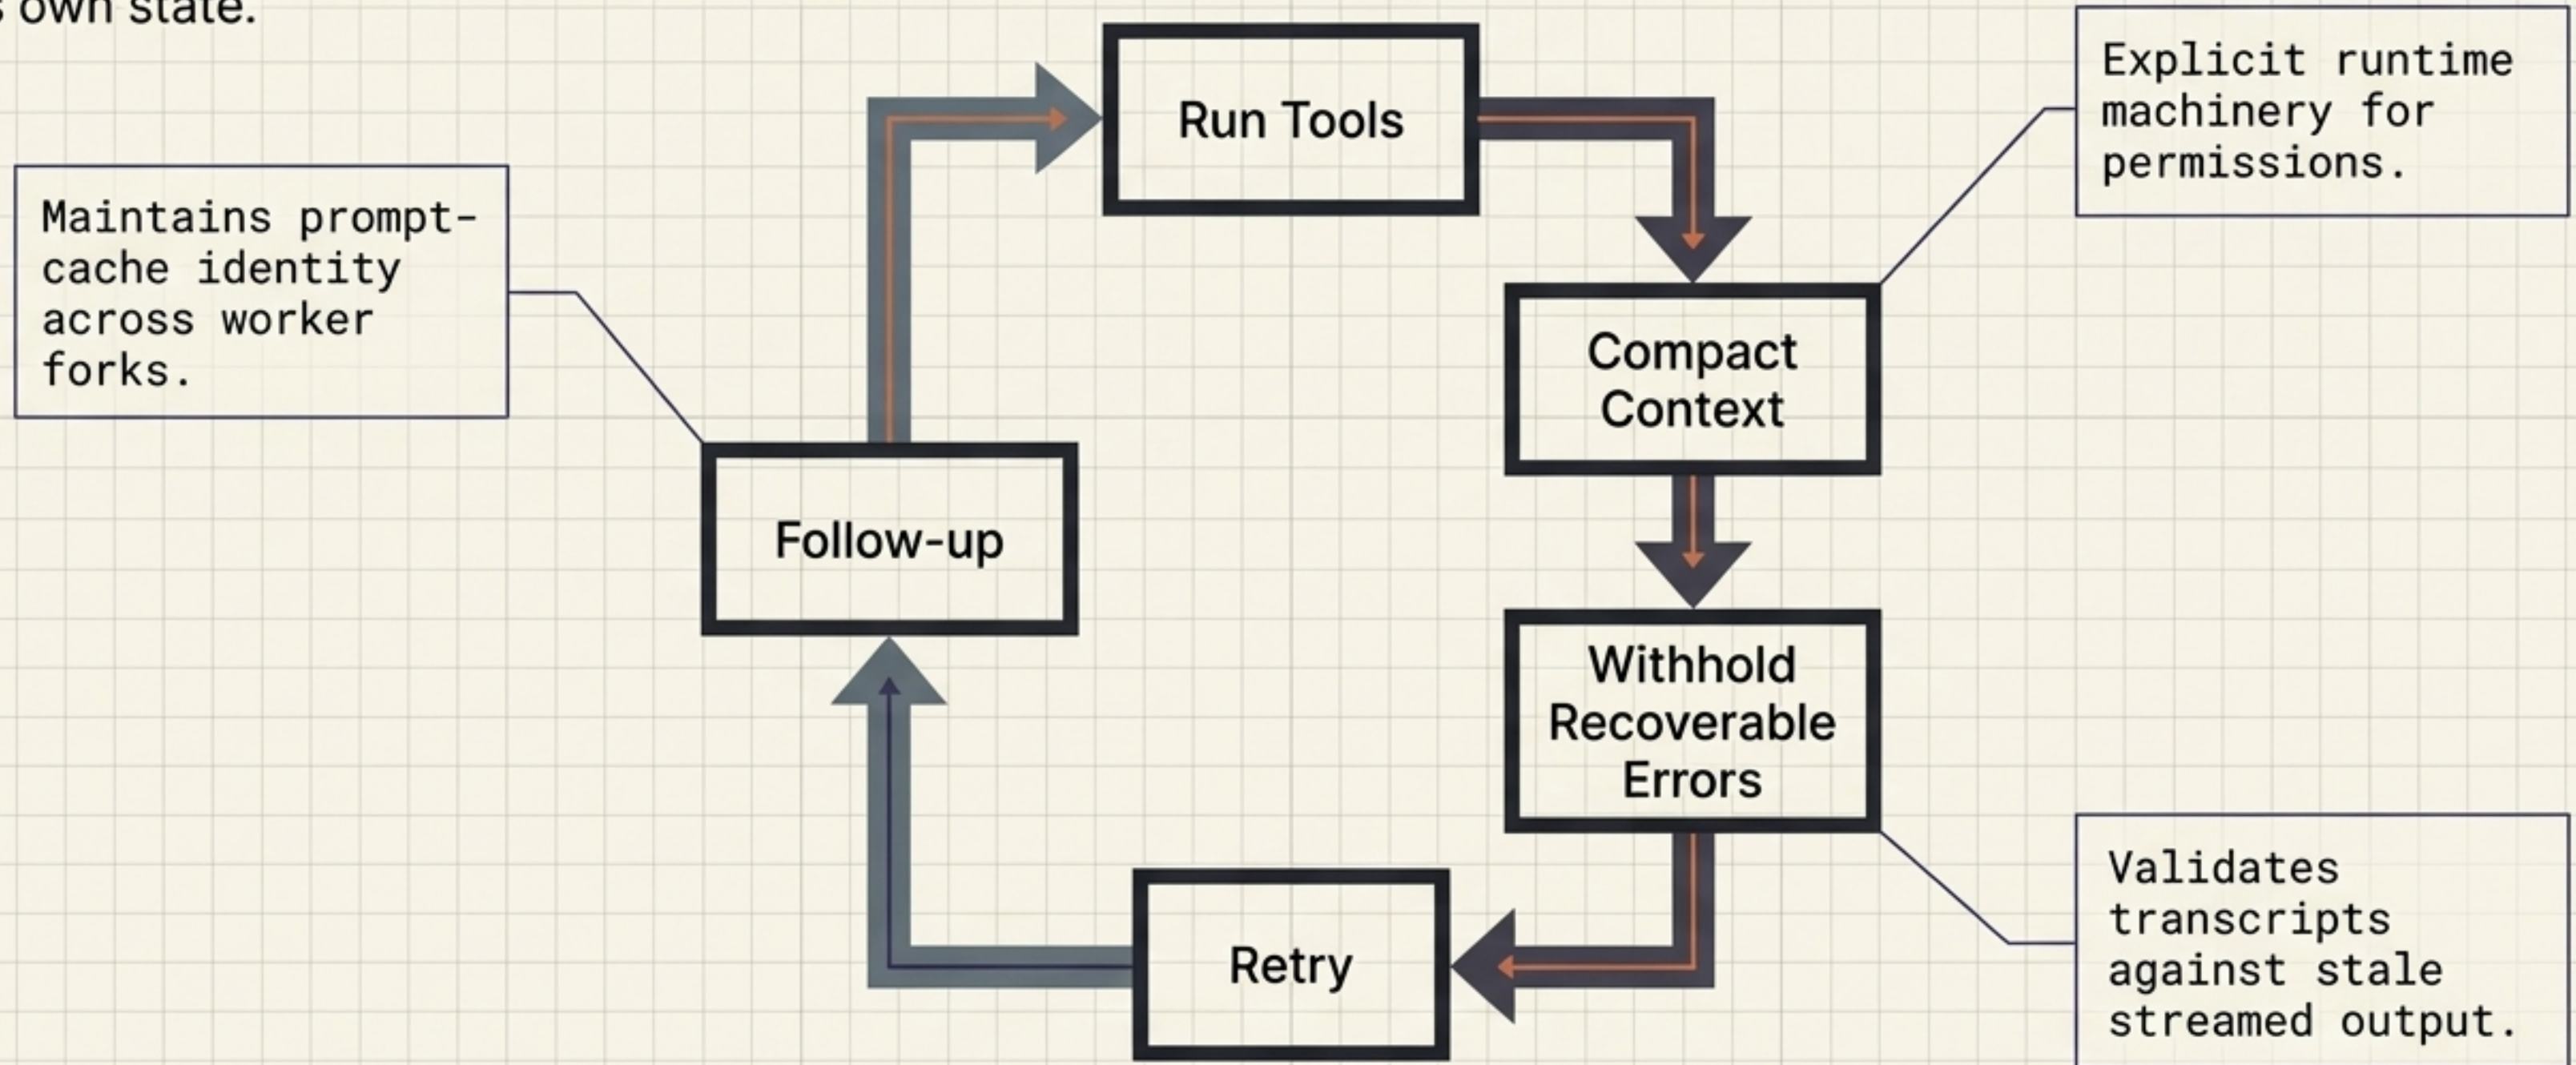 own state.
Run Tools
Explicit runtime
machinery for
permissions.
Maintains prompt-
cache identity
across worker
forks.
Compact
Context
Follow-up
Withhold
Recoverable
Errors
Retry
Validates
transcripts
against stale
streamed output.